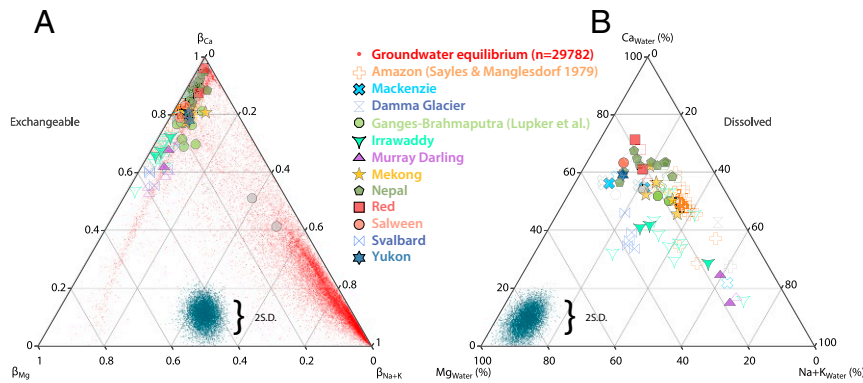 A
B
βCa
0
1
0.8
0.6
0.4
0.2
0
0.2
0.4
0.6
0.8
1
1
0.8
0.6
0.4
0.2
0
βMg
βNa+K
Exchangeable
} 2S.D.
Groundwater equilibrium (n=29782)
Amazon (Sayles & Manglesdorf 1979)
Mackenzie
Damma Glacier
Ganges-Brahmaputra (Lupker et al.)
Irrawaddy
Murray Darling
Mekong
Nepal
Red
Salween
Svalbard
Yukon
CaWater (%)
100
0
80
60
40
20
0
20
40
60
80
100
100
80
60
40
20
0
MgWater (%)
Na+KWater (%)
Dissolved
} 2S.D.